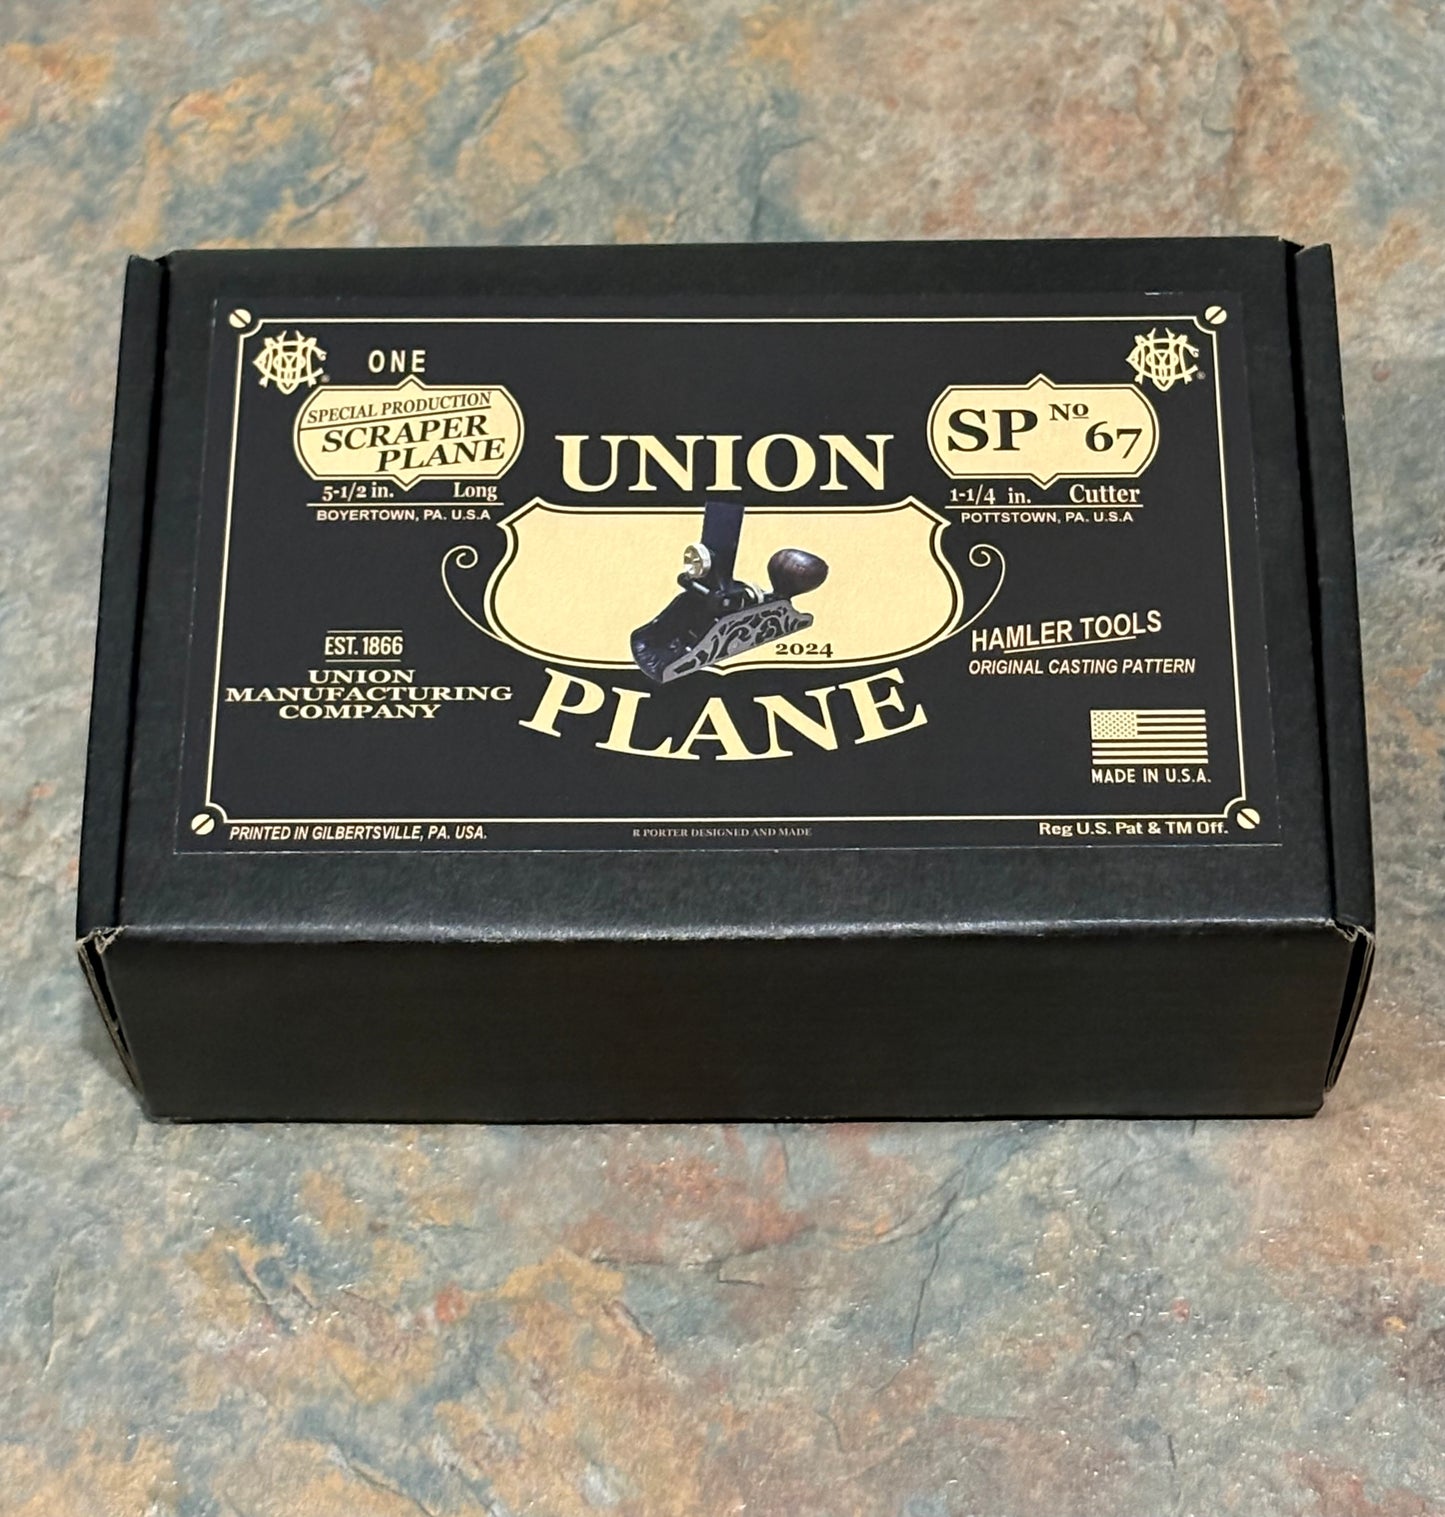 ONE
SPECIAL PRODUCTION
SCRAPER
PLANE
5-1/2 in. Long
BOYERTOWN, PA. U.S.A
SP No 67
1-1/4 in. Cutter
POTTSTOWN, PA. U.S.A
UNION
2024
PLANE
EST. 1866
UNION
MANUFACTURING
COMPANY
HAMLER TOOLS
ORIGINAL CASTING PATTERN
MADE IN U.S.A.
PRINTED IN GILBERTSVILLE, PA. USA.
R PORTER DESIGNED AND MADE
Reg U.S. Pat & TM Off.